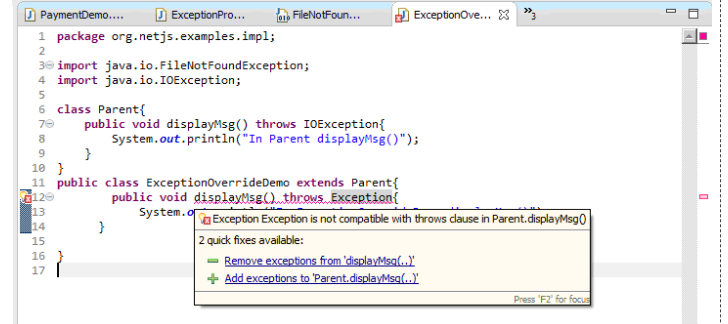 PaymentDemo.... ExceptionPro... FileNotFoun... ExceptionOve... »3
1 package org.netjs.examples.impl;
2
3 import java.io.FileNotFoundException;
4 import java.io.IOException;
5
6 class Parent{
7 public void displayMsg() throws IOException{
8 System.out.println("In Parent displayMsg()");
9 }
10 }
11 public class ExceptionOverrideDemo extends Parent{
12 public void displayMsg() throws Exception{
13 System.o
Exception Exception is not compatible with throws clause in Parent.displayMsg()
14 }
2 quick fixes available:
15
Remove exceptions from 'displayMsg(..)'
16 }
Add exceptions to 'Parent.displayMsg(..)'
17
Press 'F2' for focus